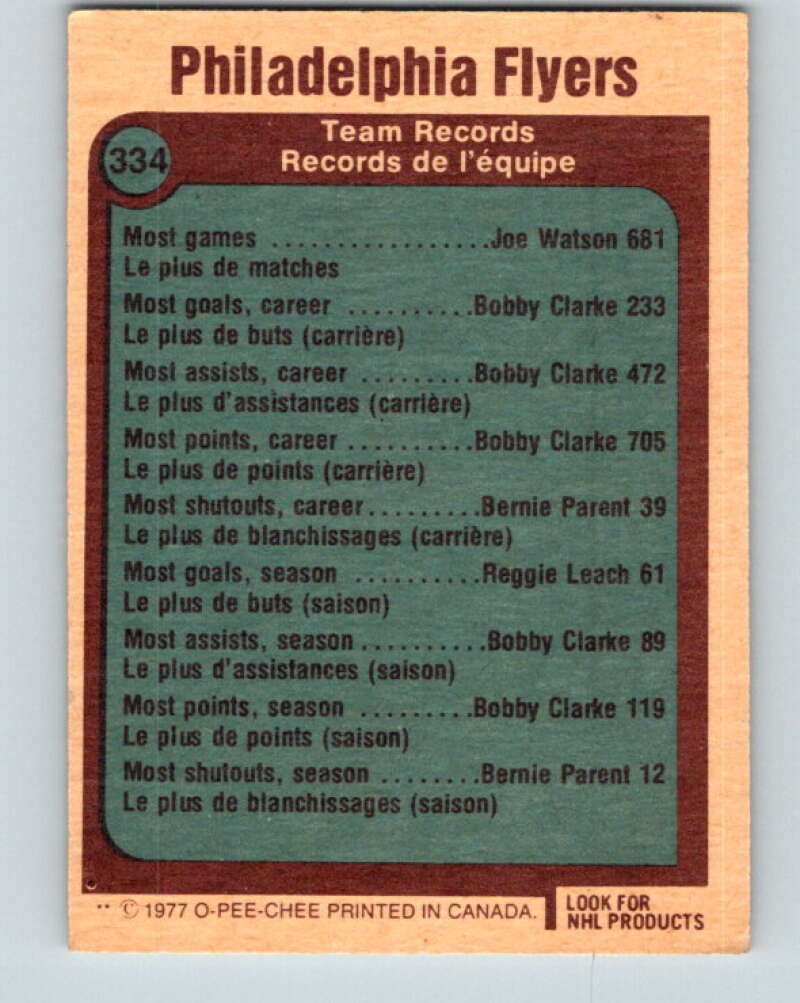 Philadelphia Flyers
334
Team Records
Records de l'équipe
Most games .................Joe Watson 681
Le plus de matches
Most goals, career ..........Bobby Clarke 233
Le plus de buts (carrière)
Most assists, career .........Bobby Clarke 472
Le plus d'assistances (carrière)
Most points, career ..........Bobby Clarke 705
Le plus de points (carrière)
Most shutouts, career.........Bernie Parent 39
Le plus de blanchissages (carrière)
Most goals, season ..........Reggie Leach 61
Le plus de buts (saison)
Most assists, season..........Bobby Clarke 89
Le plus d'assistances (saison)
Most points, season .........Bobby Clarke 119
Le plus de points (saison)
Most shutouts, season ........Bernie Parent 12
Le plus de blanchissages (saison)
** © 1977 O-PEE-CHEE PRINTED IN CANADA.
LOOK FOR
NHL PRODUCTS